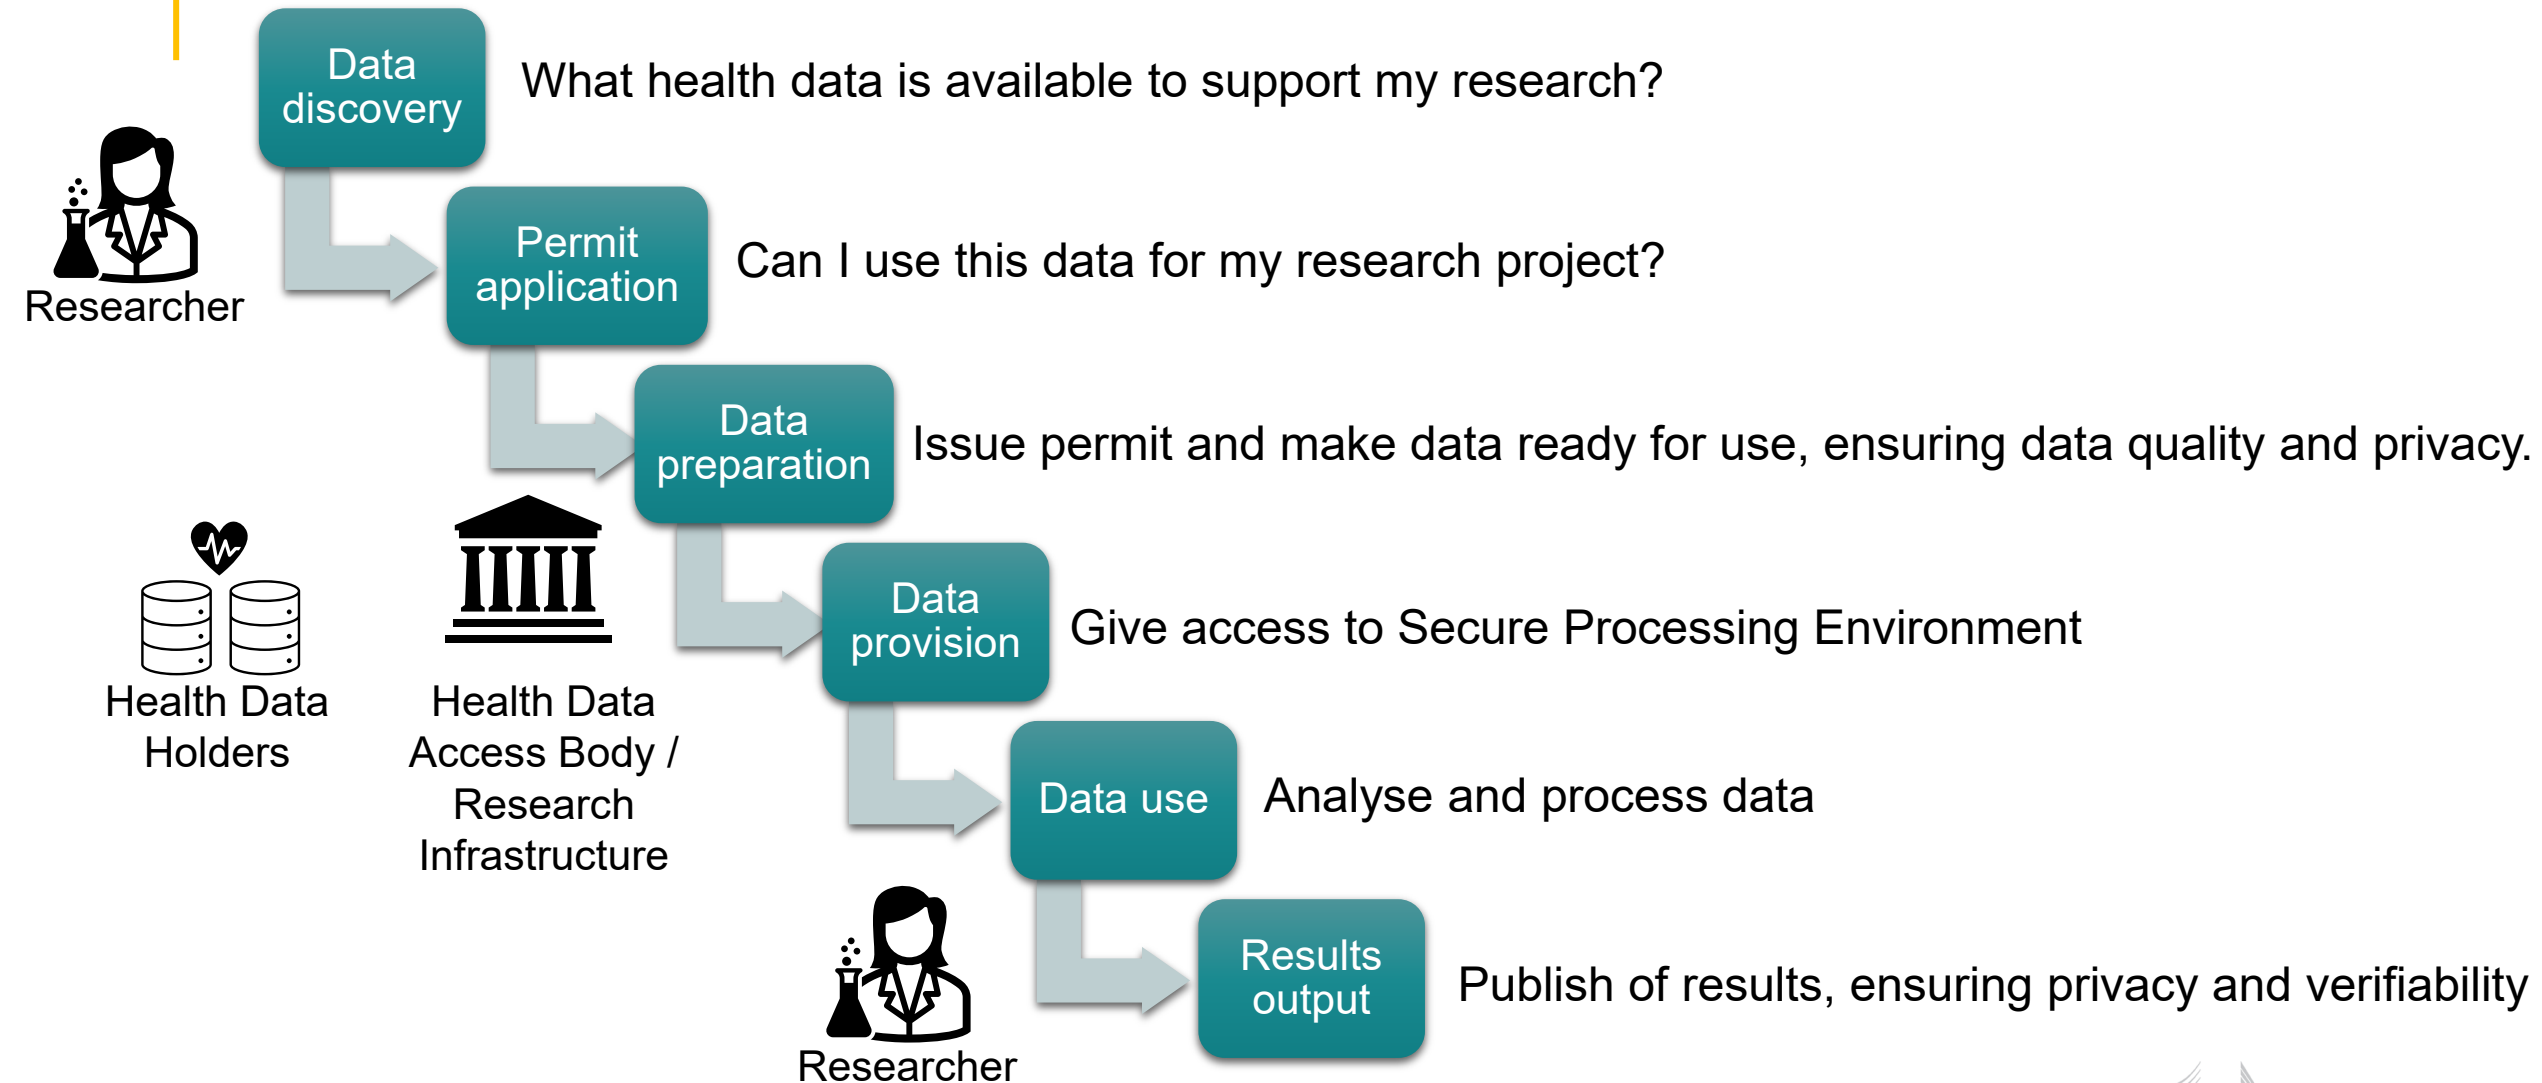 Data
discovery
What health data is available to support my research?
Researcher
Permit
application
Can I use this data for my research project?
Data
preparation
Issue permit and make data ready for use, ensuring data quality and privacy.
Health Data
Holders
Health Data
Access Body /
Research
Infrastructure
Data
provision
Give access to Secure Processing Environment
Data use
Analyse and process data
Researcher
Results
output
Publish of results, ensuring privacy and verifiability